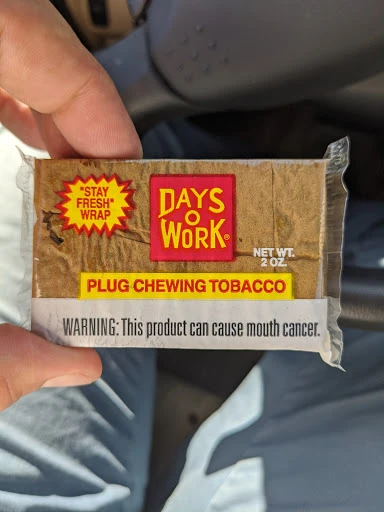 "STAY
FRESH"
WRAP
DAYS
O
WORK®
NET WT.
2 OZ.
PLUG CHEWING TOBACCO
WARNING: This product can cause mouth cancer.